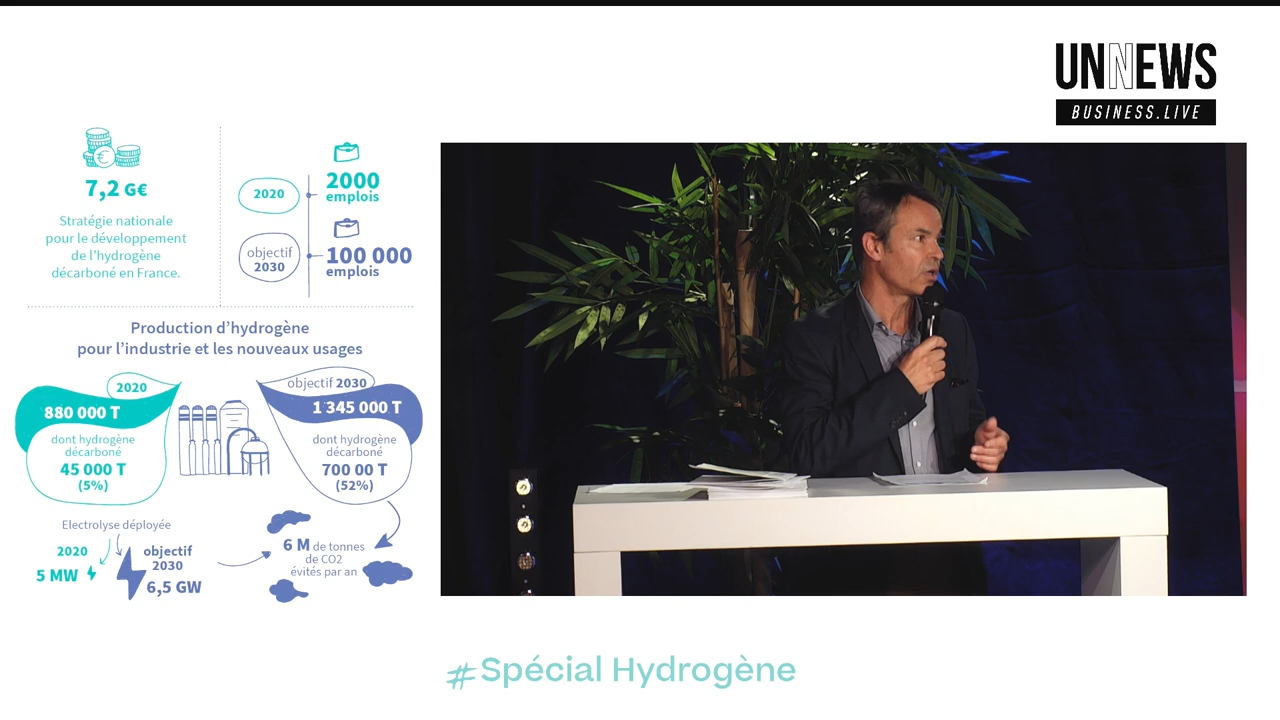 UNNEWS
BUSINESS.LIVE
7,2 G€
Stratégie nationale
pour le développement
de l'hydrogène
décarboné en France.
2020
2000
emplois
objectif
2030
100 000
emplois
Production d'hydrogène
pour l'industrie et les nouveaux usages
2020
880 000 T
dont hydrogène
décarboné
45 000 T
(5%)
objectif 2030
1 345 000 T
dont hydrogène
décarboné
700 00 T
(52%)
Electrolyse déployée
2020
5 MW
objectif
2030
6,5 GW
6 M de tonnes
de CO2
évités par an
#Spécial Hydrogène